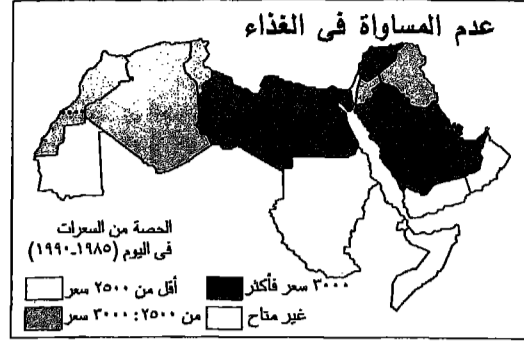 عدم المساواة فى الغذاء
الحصة من السعرات
فى اليوم (١٩٨٥-١٩٩٠)
٣٠٠٠ سعر فأكثر
أقل من ٢٥٠٠ سعر
غير متاح
من ٢٥٠٠ : ٣٠٠٠ سعر